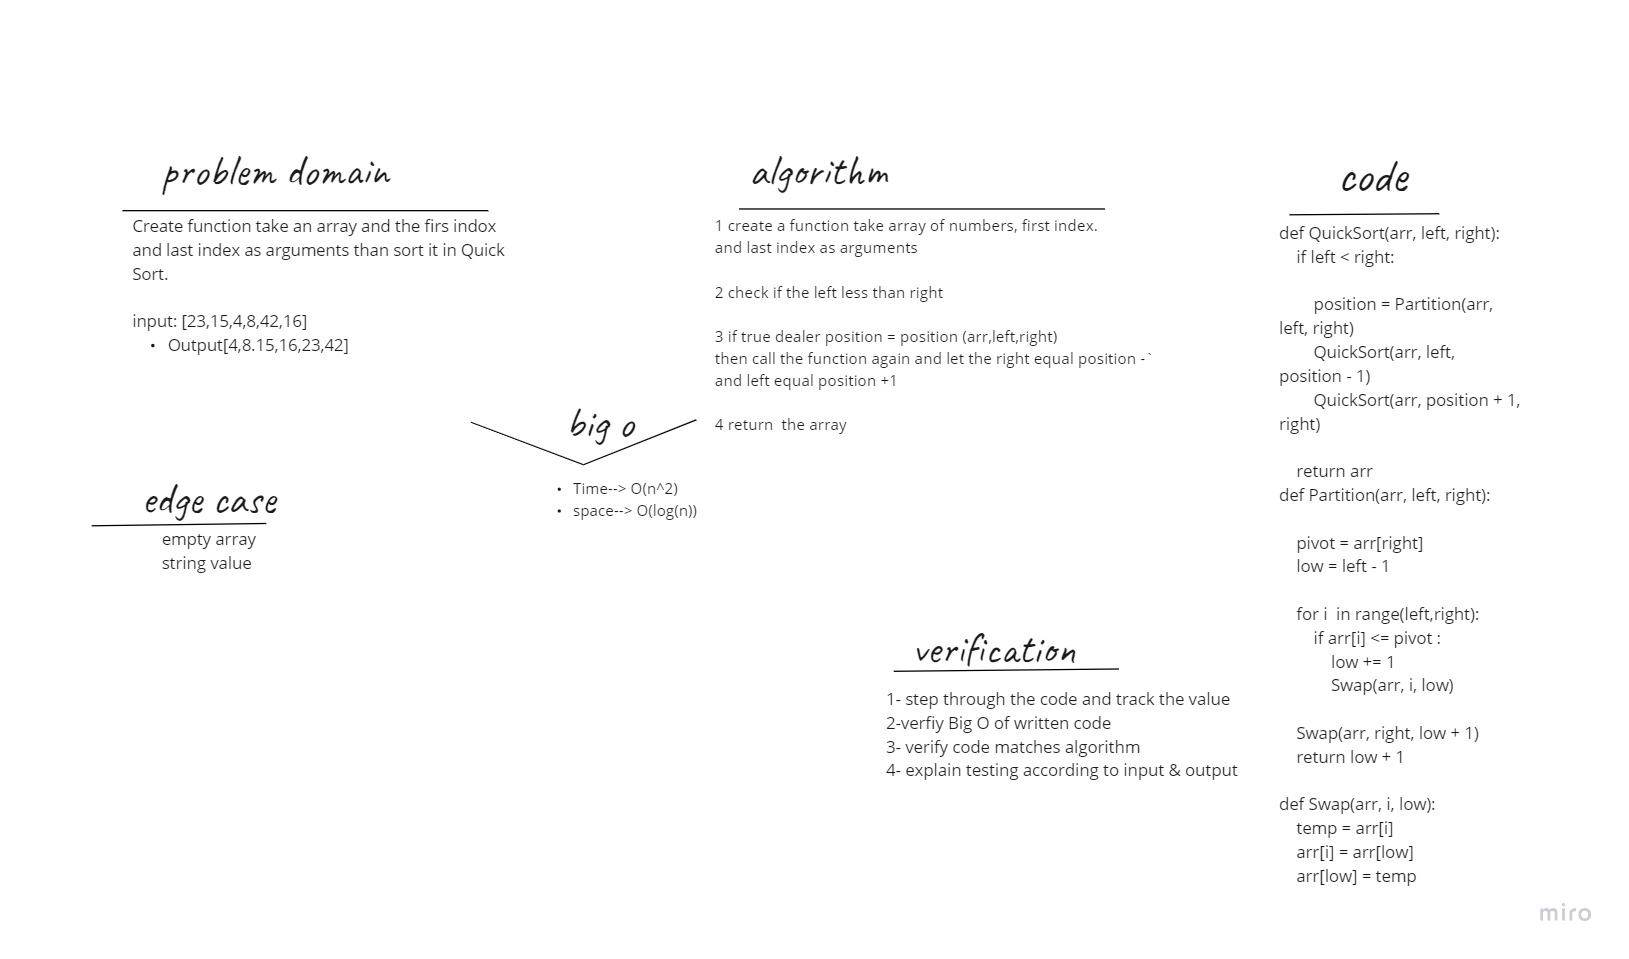 problem domain
Create function take an array and the firs indox
and last index as arguments than sort it in Quick
Sort.
input: [23,15,4,8,42,16]
• Output[4,8.15,16,23,42]
edge case
empty array
string value
big o
• Time--> O(n^2)
• space--> O(log(n))
algorithm
1 create a function take array of numbers, first index.
and last index as arguments
2 check if the left less than right
3 if true dealer position = position (arr,left,right)
then call the function again and let the right equal position -`
and left equal position +1
4 return  the array
verification
1- step through the code and track the value
2-verfiy Big O of written code
3- verify code matches algorithm
4- explain testing according to input & output
code
def QuickSort(arr, left, right):
    if left < right:
        position = Partition(arr,
left, right)
        QuickSort(arr, left,
position - 1)
        QuickSort(arr, position + 1,
right)
    return arr
def Partition(arr, left, right):
    pivot = arr[right]
    low = left - 1
    for i  in range(left,right):
        if arr[i] <= pivot :
            low += 1
            Swap(arr, i, low)
    Swap(arr, right, low + 1)
    return low + 1
def Swap(arr, i, low):
    temp = arr[i]
    arr[i] = arr[low]
    arr[low] = temp
miro